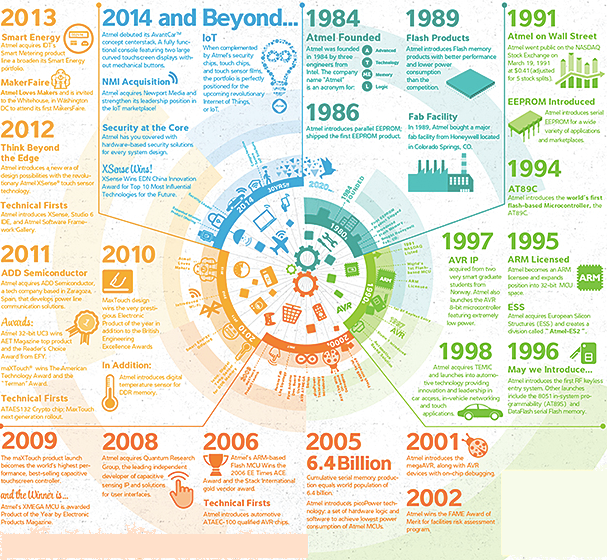 2013
Smart Energy
Atmel acquires IDT's
Smart Metering product
line a broaden its Smart Energy
portfolio.
MakerFaire
Atmel Loves Makers and is invited
to the Whitehouse, in Washington
DC to attend its first MakersFaire.
2012
Think Beyond
the Edge
Atmel introduces a new era of
design possibilities with the revolu-
tionary Atmel XSense® touch sensor
technology.
Technical Firsts
Atmel introduces XSense, Studio 6
IDE, and Atmel Software Frame-
work Gallery.
2011
ADD Semiconductor
Atmel acquires ADD Semiconductor,
a tech company based in Zaragoza,
Spain, that develops power line
communication solutions.
Awards:
Atmel 32-bit UC3 wins
AET Magazine Top Product
and the Reader's Choice
Award from EFY.
maXTouch® wins The American
Technology Award and the
"Terman" Award.
Technical Firsts
ATAES132 Crypto chip; MaxTouch
next generation rollout.
2010
MaxTouch design
wins the very presti-
gious Electronic
Product of the year in
addition to the British
Engineering
Excellence Awards
In Addition:
Atmel introduces digital
temperature sensor for
DDR memory.
2014 and Beyond...
Atmel debuted its AvantCar™
concept centerstack. A fully func-
tional console featuring two large
curved touchscreen displays with-
out mechanical buttons.
NMI Acquisition
Atmel acquires Newport Media and
strengthens its leadership position in
the IoT marketplace!
Security at the Core
Atmel has you covered with
hardware-based security solutions
for every system design.
XSense Wins!
XSense Wins EDN China Innovation
Award for Top 10 Most Influential
Technologies for the Future.
IoT
When complemented
by Atmel's security
chips, touch chips,
and touch sensor films,
the portfolio is perfectly
positioned for the
upcoming revolutionary
Internet of Things,
or IoT.
1984
Atmel Founded
Atmel was founded
in 1984 by three
engineers from
Intel. The company
name "Atmel" is
an acronym for:
A Advanced
T Technology
ME Memory
L Logic
1986
Atmel introduces parallel EEPROM;
shipped the first EEPROM product.
1989
Flash Products
Atmel introduces Flash memory
products with better performance
and lower power
consumption
than the
competition.
Fab Facility
In 1989, Atmel bought a major
fab facility from Honeywell located
in Colorado Springs, CO.
1991
Atmel on Wall Street
Atmel went public on the NASDAQ
Stock Exchange on
March 19, 1991
at $0.41 (adjusted
for 5 stock splits).
EEPROM Introduced
Atmel introduces serial
EEPROM for a wide
variety of applications
and marketplaces.
1994
AT89C
Atmel introduces the world's first
flash-based Microcontroller, the
AT89C.
1995
ARM Licensed
Atmel becomes an ARM
licensee and expands
position into 32-bit MCU
space.
ARM
ESS
Atmel acquires European Silicon
Structures (ESS) and creates a
division called "Atmel-ES2".
1997
AVR IP
acquired from two
very smart graduate
students from
Norway. Atmel also
launches the AVR
8-bit microcontroller
featuring extremely
low power.
1998
Atmel acquires TEMIC
and launches into automo-
tive technology providing
innovation and leadership in
car access, in-vehicle networking
and touch
applications.
1996
May we Introduce...
Atmel introduces the first RF keyless
entry system. Other launches
include the 8051 in-system pro-
grammability (AT89S) and
DataFlash serial Flash memory.
2014
30YRS!!
2020...
1984
FOUNDED
1980s
1990s
AVR
2000s
2010
2009
The maXTouch product launch
becomes the world's highest per-
formance, best-selling capacitive
touchscreen controller.
and the Winner is...
Atmel's XMEGA MCU is awarded
Product of the Year by Electronic
Products Magazine.
2008
Atmel acquires Quantum Research
Group, the leading independent
developer of capacitive
sensing IP and solutions
for user interfaces.
2006
Atmel's ARM-based
Flash MCU Wins the
2006 EE Times ACE
Award and the Stack International
gold vendor award.
Technical Firsts
Atmel introduces automotive
ATAEC-100 qualified AVR chips.
2005
6.4 Billion
Cumulative serial memory produc-
tion equals world population of
6.4 billion.
Atmel introduces picoPower tech-
nology: a set of hardware logic and
software to achieve lowest power
consumption of Atmel MCUs.
2001
Atmel introduces the
megaAVR, along with AVR
devices with on-chip debugging.
2002
Atmel wins the FAME Award of
Merit for facilities risk assessment
program.